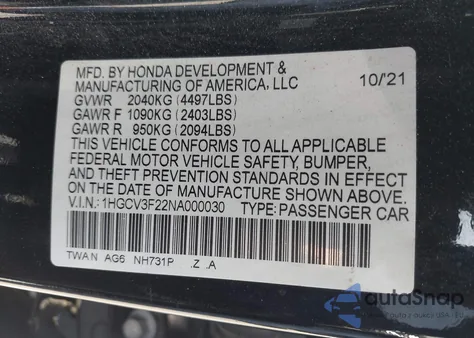 MFD. BY HONDA DEVELOPMENT &
MANUFACTURING OF AMERICA, LLC 10/21
GVWR 2040KG (4497LBS)
GAWR F 1090KG (2403LBS)
GAWR R 950KG (2094LBS)
THIS VEHICLE CONFORMS TO ALL APPLICABLE
FEDERAL MOTOR VEHICLE SAFETY, BUMPER,
AND THEFT PREVENTION STANDARDS IN EFFECT
ON THE DATE OF MANUFACTURE SHOWN ABOVE.
V.I.N.: 1HGCV3F22NA000030 TYPE: PASSENGER CAR
TWA N AG6 NH731P .Z .A
autoSnap